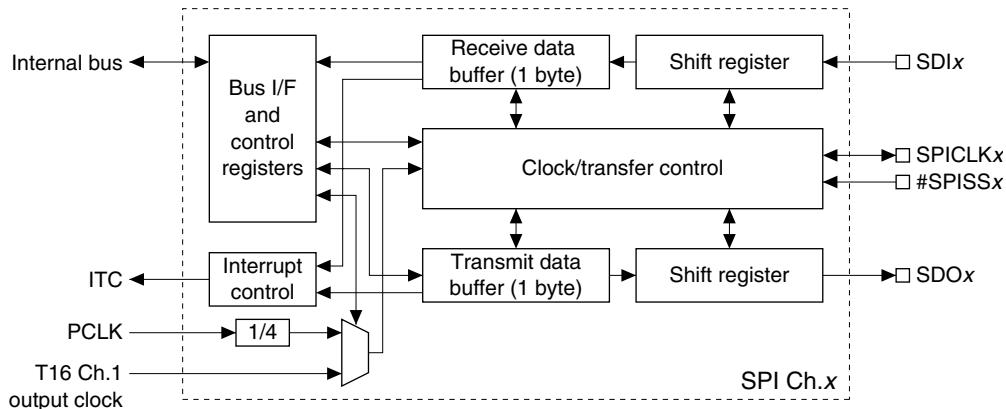 Internal bus
Bus I/F
and
control
registers
Receive data
buffer (1 byte)
Shift register
SDIx
Clock/transfer control
SPICLKx
#SPISSx
ITC
Interrupt
control
Transmit data
buffer (1 byte)
Shift register
SDOx
PCLK
1/4
T16 Ch.1
output clock
SPI Ch.x